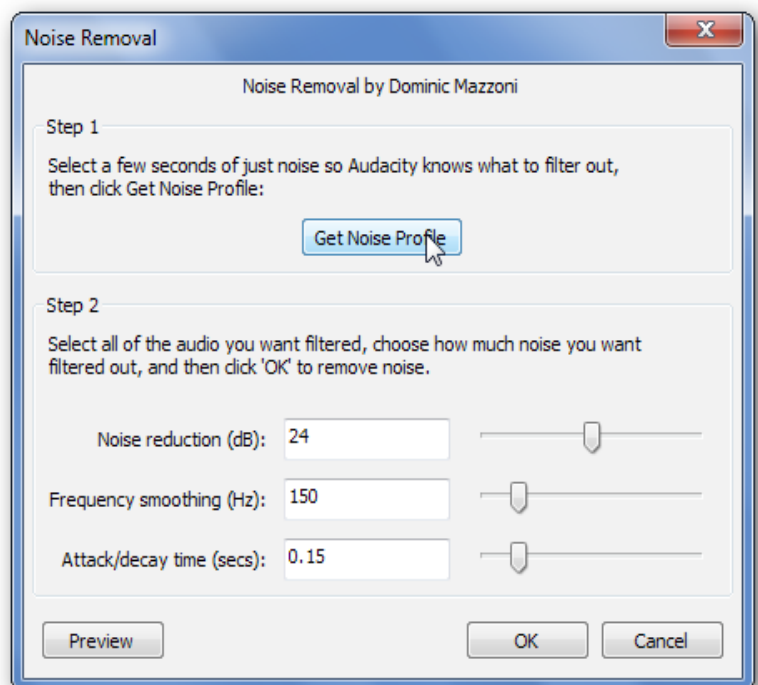 Noise Removal
Noise Removal by Dominic Mazzoni
Step 1
Select a few seconds of just noise so Audacity knows what to filter out,
then click Get Noise Profile:
Get Noise Profile
Step 2
Select all of the audio you want filtered, choose how much noise you want
filtered out, and then click 'OK' to remove noise.
Noise reduction (dB): 24
Frequency smoothing (Hz): 150
Attack/decay time (secs): 0.15
Preview OK Cancel